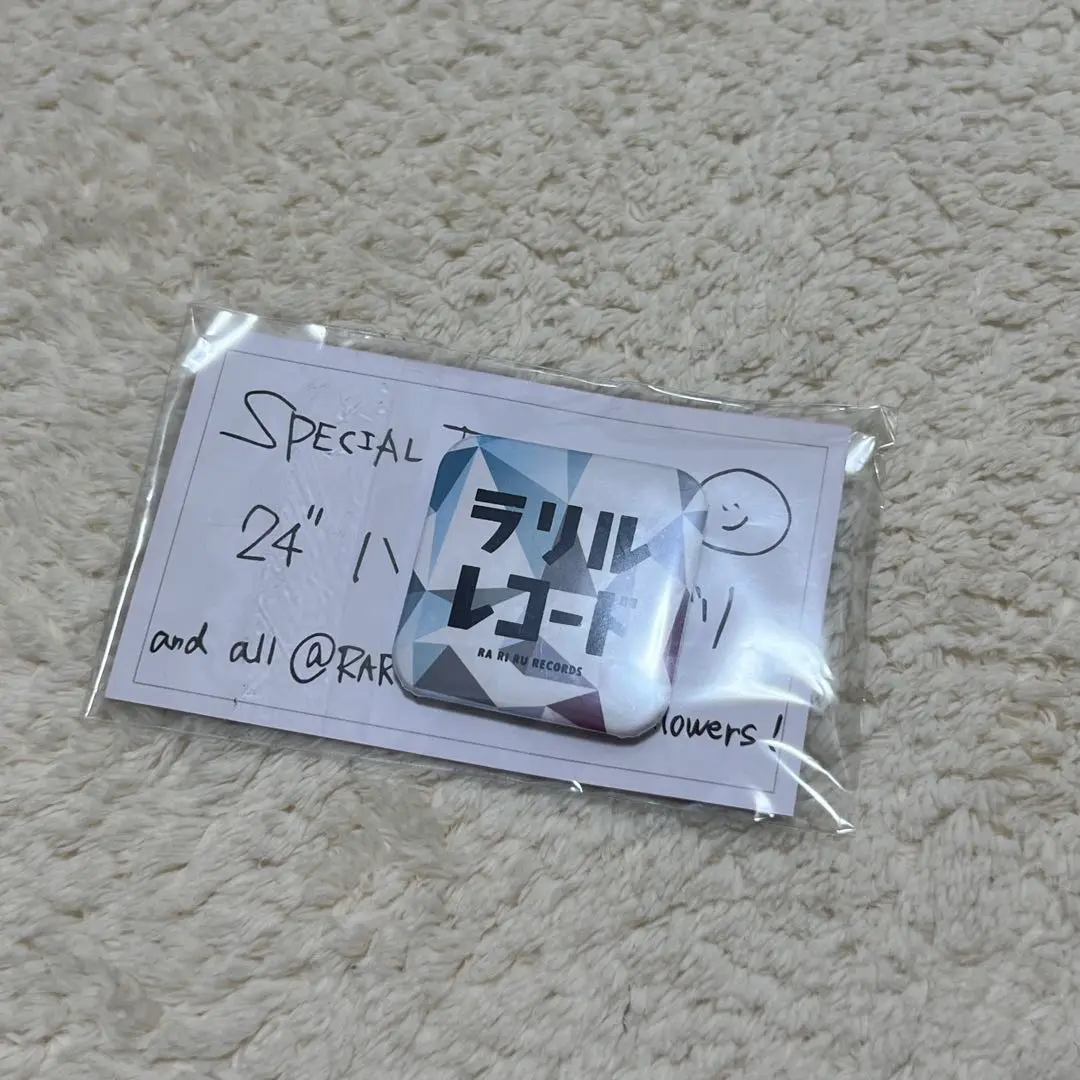 SPECIAL
24" ハ
and all @RAR
lowers!
ラリル
レコード
RA RI RU RECORDS